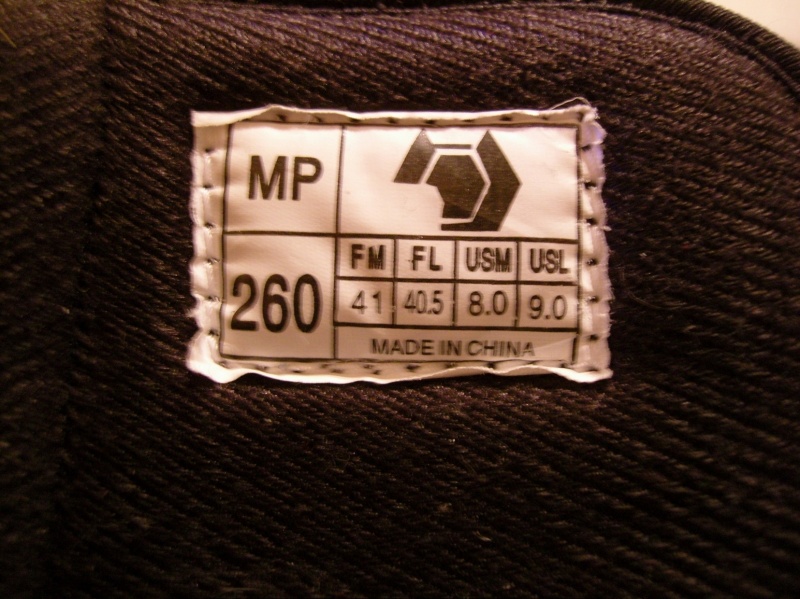 MP
260
FM FL USM USL
41 40.5 8.0 9.0
MADE IN CHINA